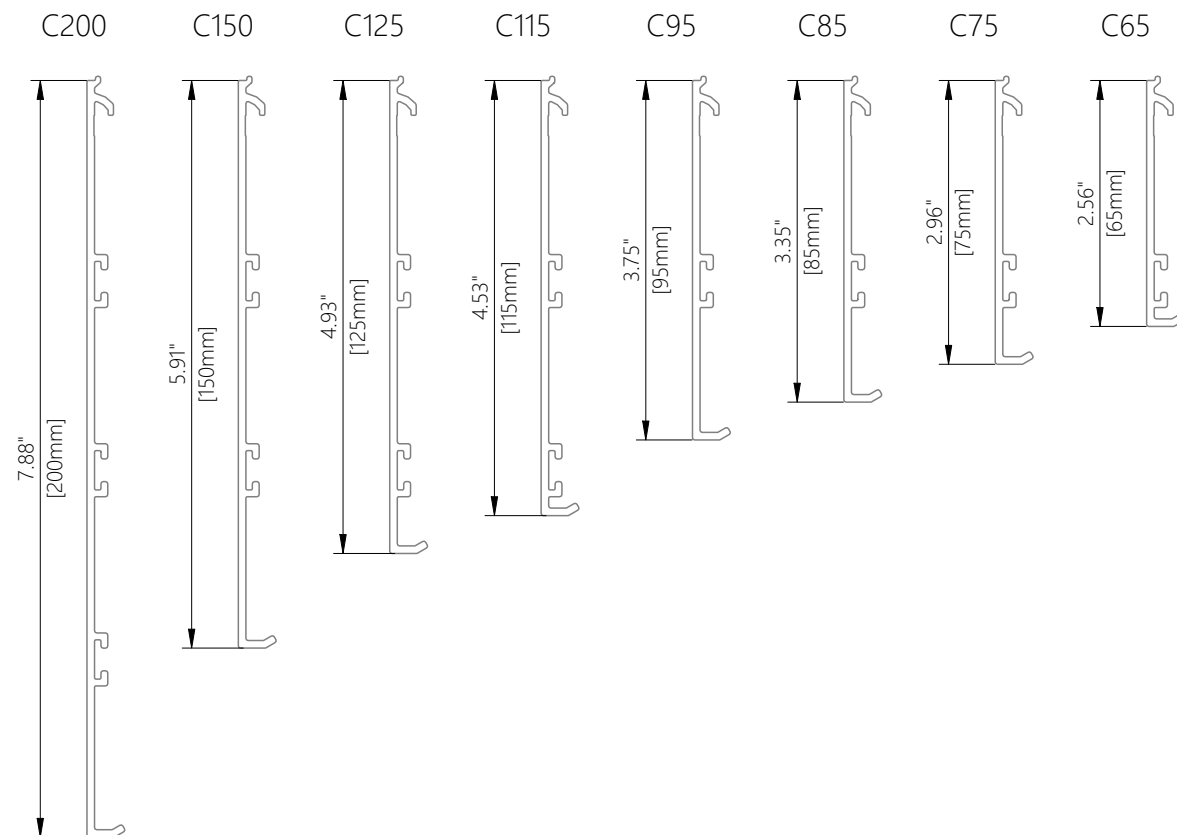 C200
C150
C125
C115
C95
C85
C75
C65
7.88"
[200mm]
5.91"
[150mm]
4.93"
[125mm]
4.53"
[115mm]
3.75"
[95mm]
3.35"
[85mm]
2.96"
[75mm]
2.56"
[65mm]